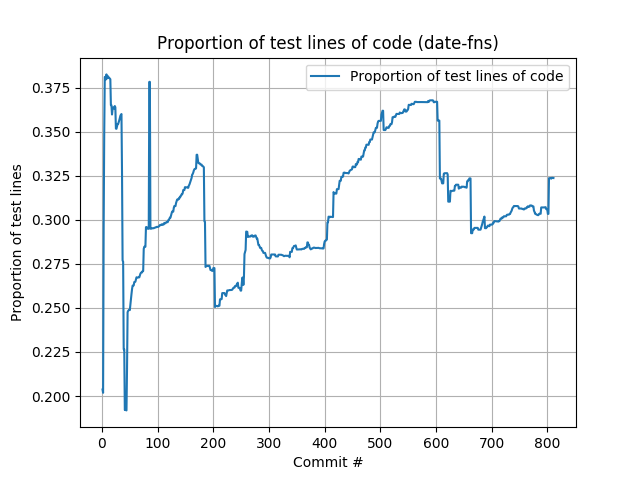 Proportion of test lines of code (date-fns)
Proportion of test lines of code
0.375
0.350
0.325
0.300
0.275
0.250
0.225
0.200
Proportion of test lines
0 100 200 300 400 500 600 700 800
Commit #